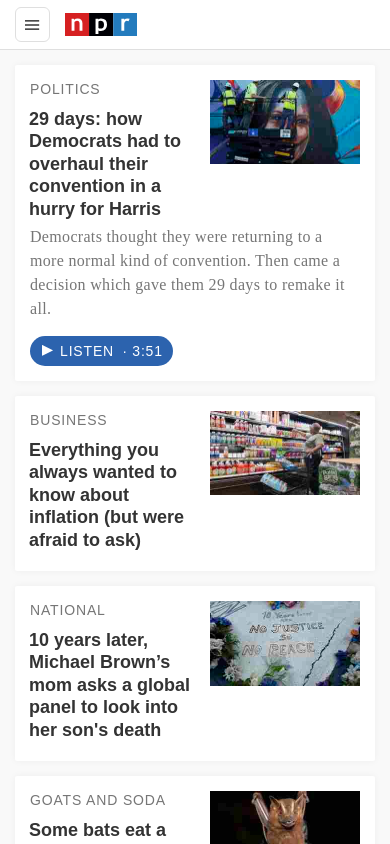 npr
POLITICS
29 days: how
Democrats had to
overhaul their
convention in a
hurry for Harris
Democrats thought they were returning to a
more normal kind of convention. Then came a
decision which gave them 29 days to remake it
all.
LISTEN · 3:51
BUSINESS
Everything you
always wanted to
know about
inflation (but were
afraid to ask)
NATIONAL
10 years later,
Michael Brown’s
mom asks a global
panel to look into
her son's death
10 Years Later
NO JUSTICE
SO
NO PEACE
GOATS AND SODA
Some bats eat a